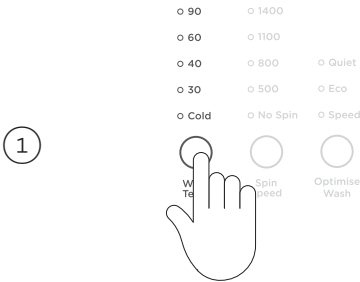 90 1400
60 1100
40 800 Quiet
30 500 Eco
Cold No Spin Speed
1
Spin Optimise
Wash